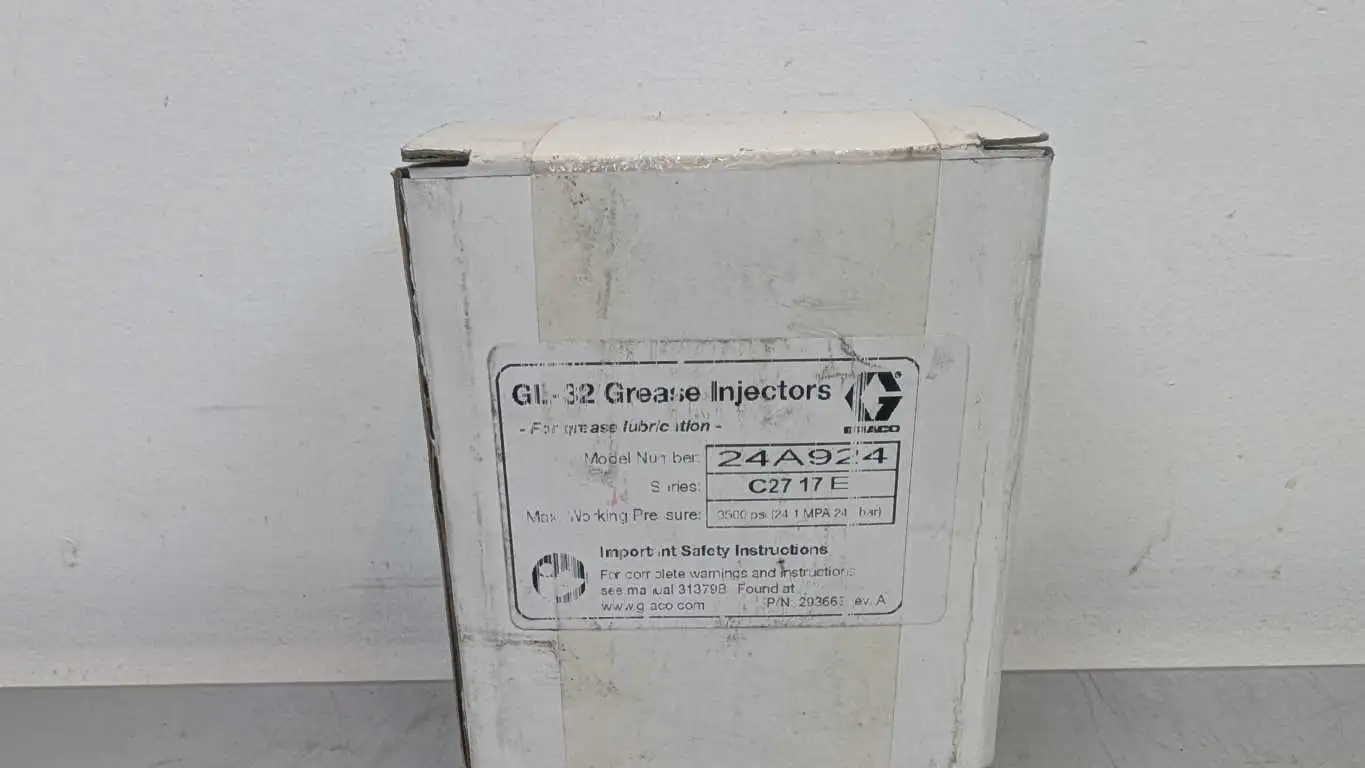 GL-32 Grease Injectors
GRACO
- For grease lubrication -
Model Number: 24A924
Series: C27 17 E
Max. Working Pressure: 3500 psi (24.1 MPA 24 bar)
Important Safety Instructions
For complete warnings and instructions
see manual 313798 Found at
www.graco.com P/N: rev. A